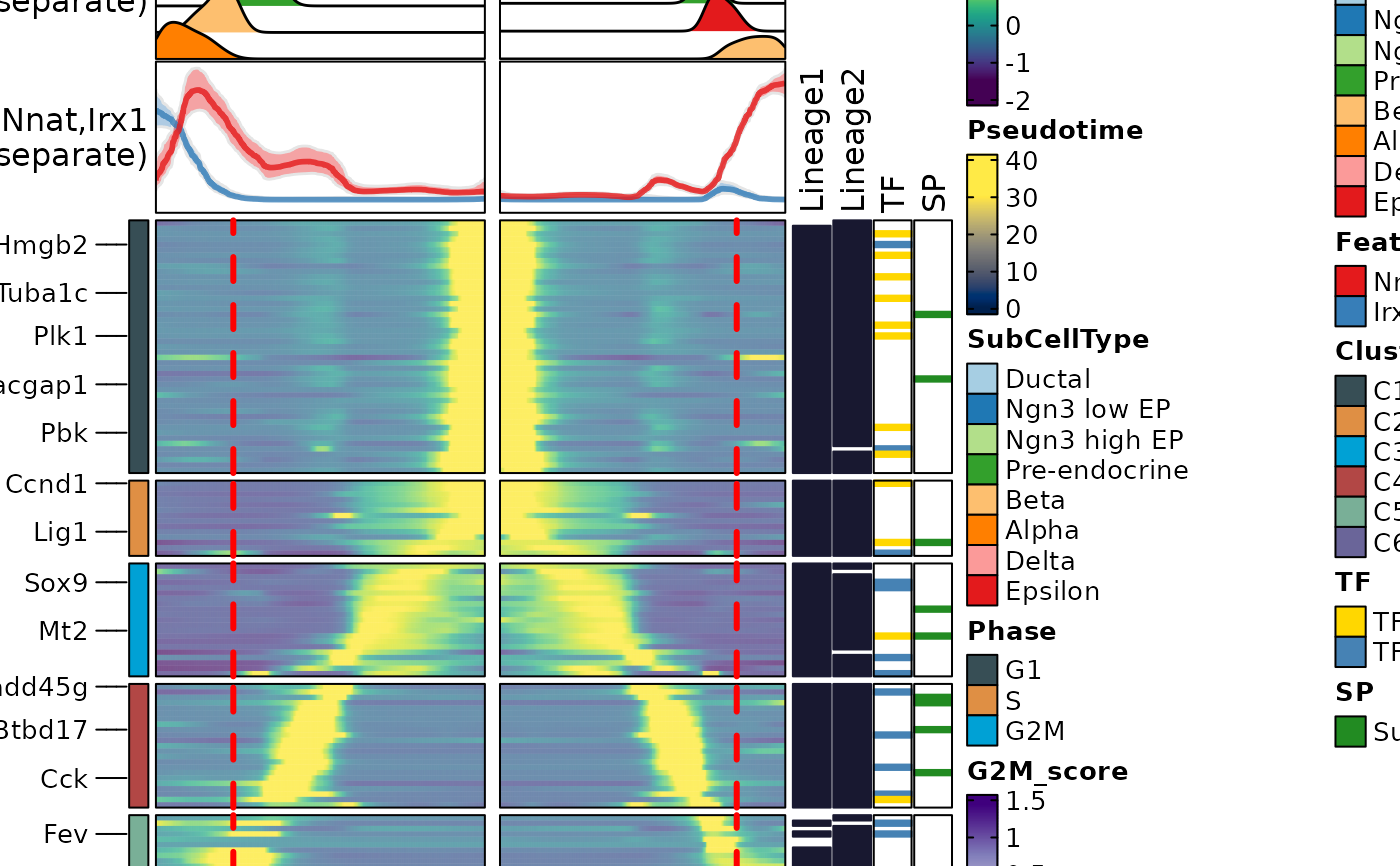 separate)
Nnat,Irx1
separate)
Lineage1
Lineage2
TF
SP
Hmgb2
Tuba1c
Plk1
acgap1
Pbk
Ccnd1
Lig1
Sox9
Mt2
add45g
Btbd17
Cck
Fev
0
-1
-2
Pseudotime
40
30
20
10
0
SubCellType
Ductal
Ngn3 low EP
Ngn3 high EP
Pre-endocrine
Beta
Alpha
Delta
Epsilon
Phase
G1
S
G2M
G2M_score
1.5
1
Ng
Ng
Pr
Be
Al
De
Ep
Feat
Nn
Irx
Clus
C1
C2
C3
C4
C5
C6
TF
TF
TF
SP
Su